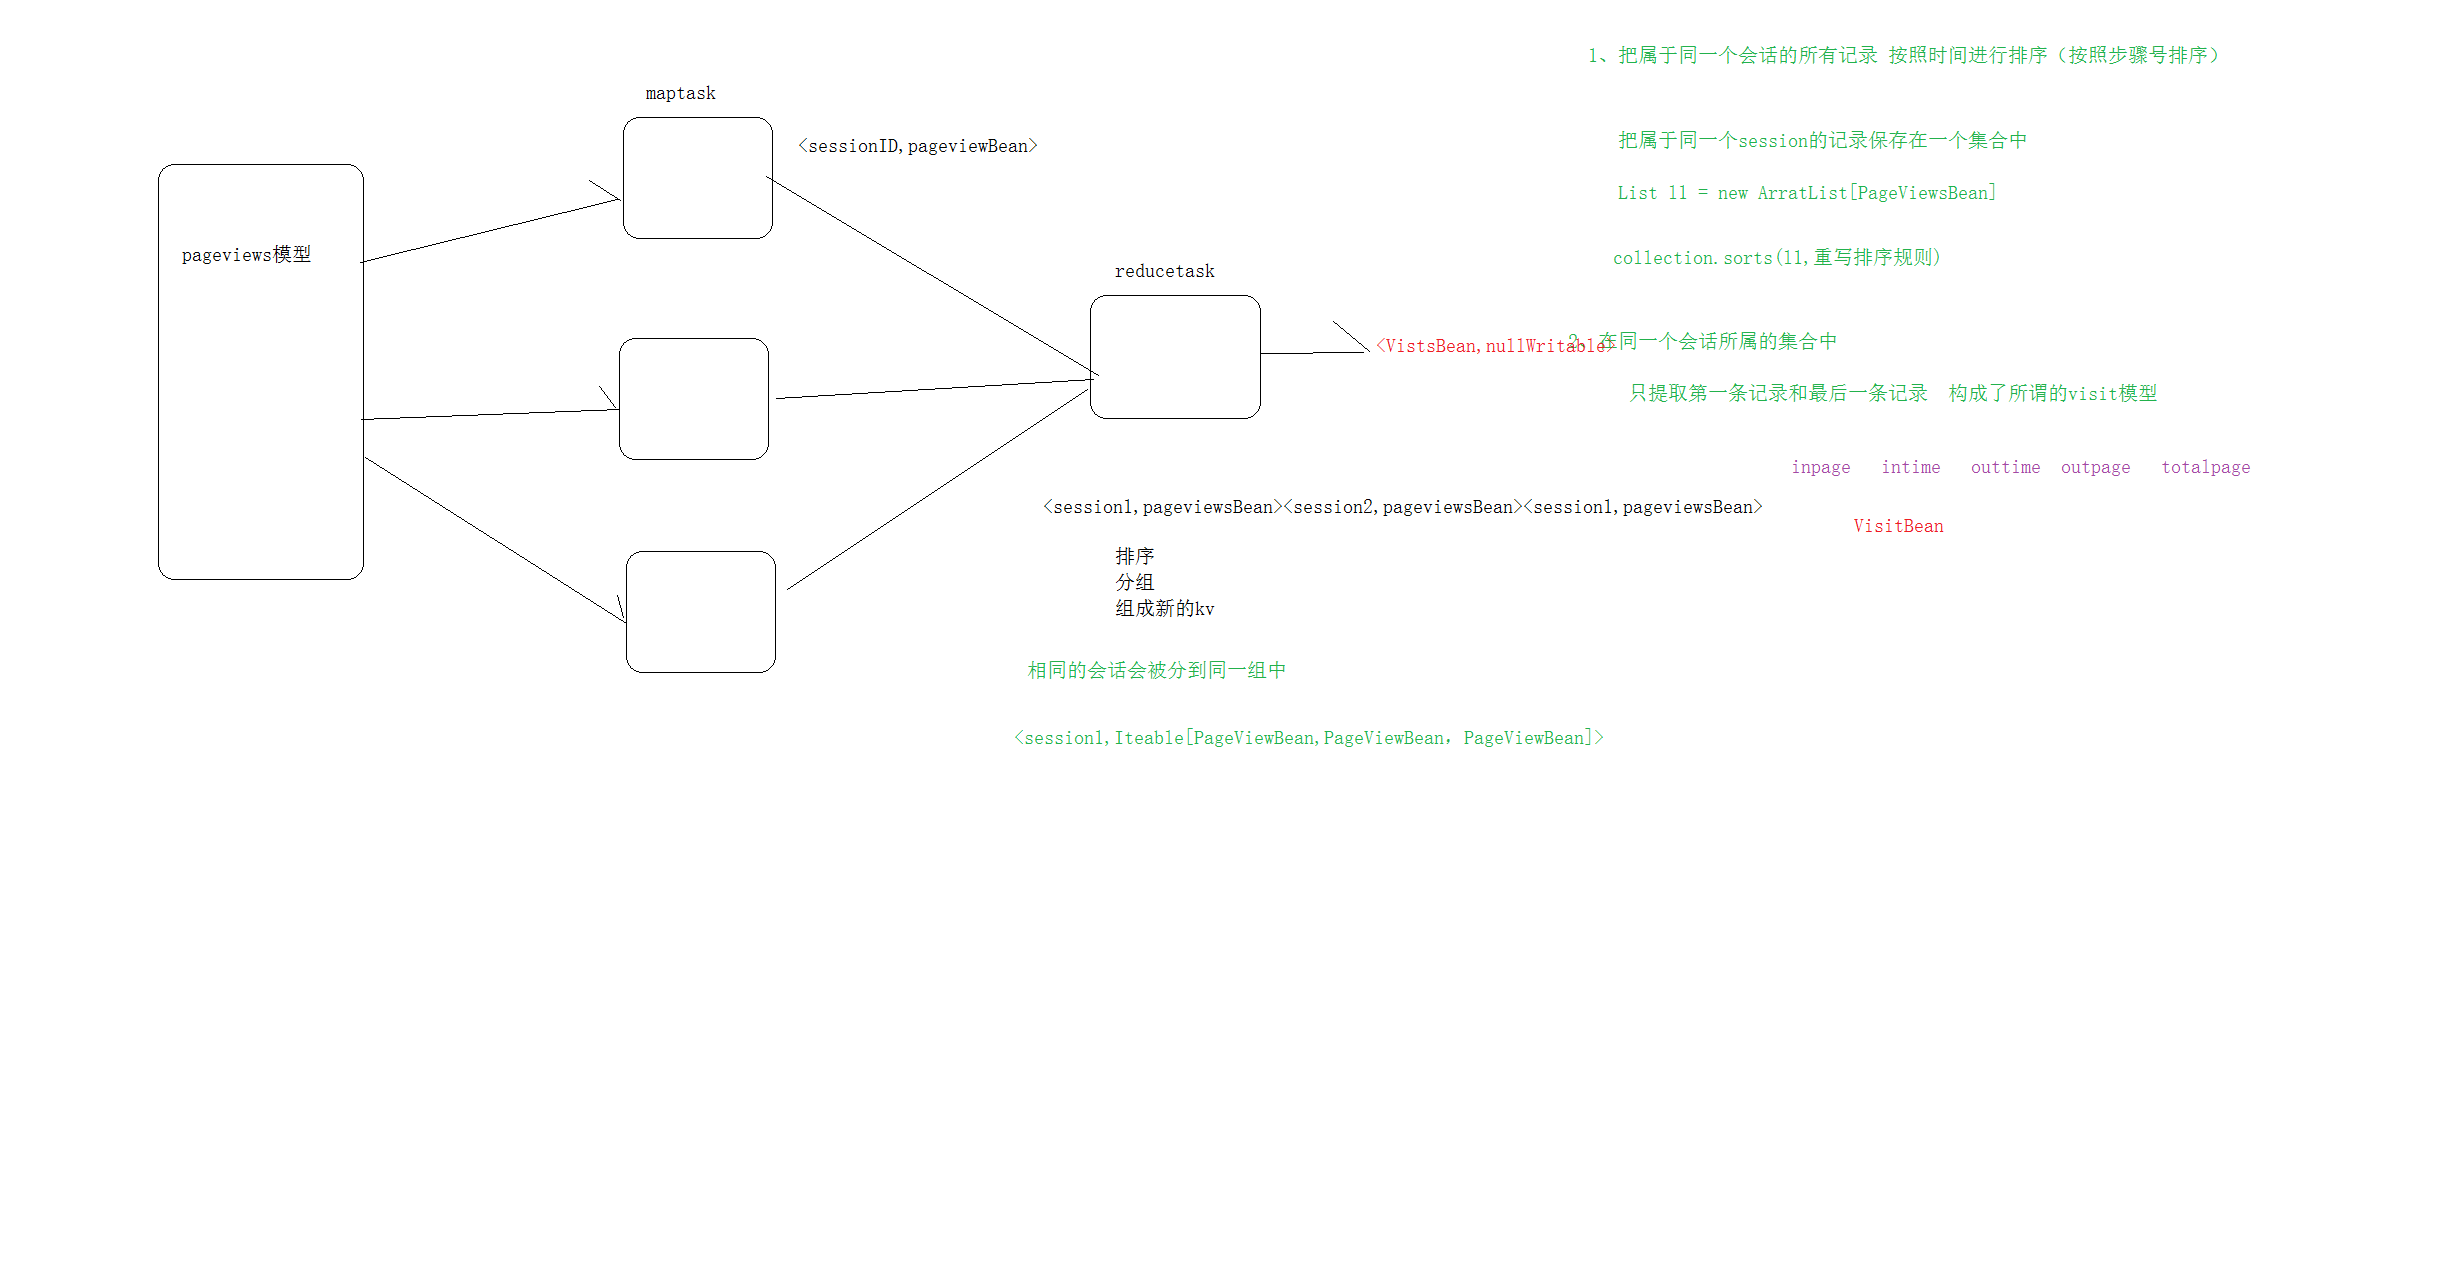 pageviews模型
maptask
<sessionID,pageviewBean>
reducetask
<VistsBean,nullWritable>
<session1,pageviewsBean><session2,pageviewsBean><session1,pageviewsBean>
排序
分组
组成新的kv
相同的会话会被分到同一组中
<session1,Iteable[PageViewBean,PageViewBean，PageViewBean]>
1、把属于同一个会话的所有记录 按照时间进行排序（按照步骤号排序）
把属于同一个session的记录保存在一个集合中
List l1 = new ArratList[PageViewsBean]
collection.sorts(l1,重写排序规则)
2、在同一个会话所属的集合中
只提取第一条记录和最后一条记录  构成了所谓的visit模型
inpage   intime   outtime  outpage   totalpage
VisitBean